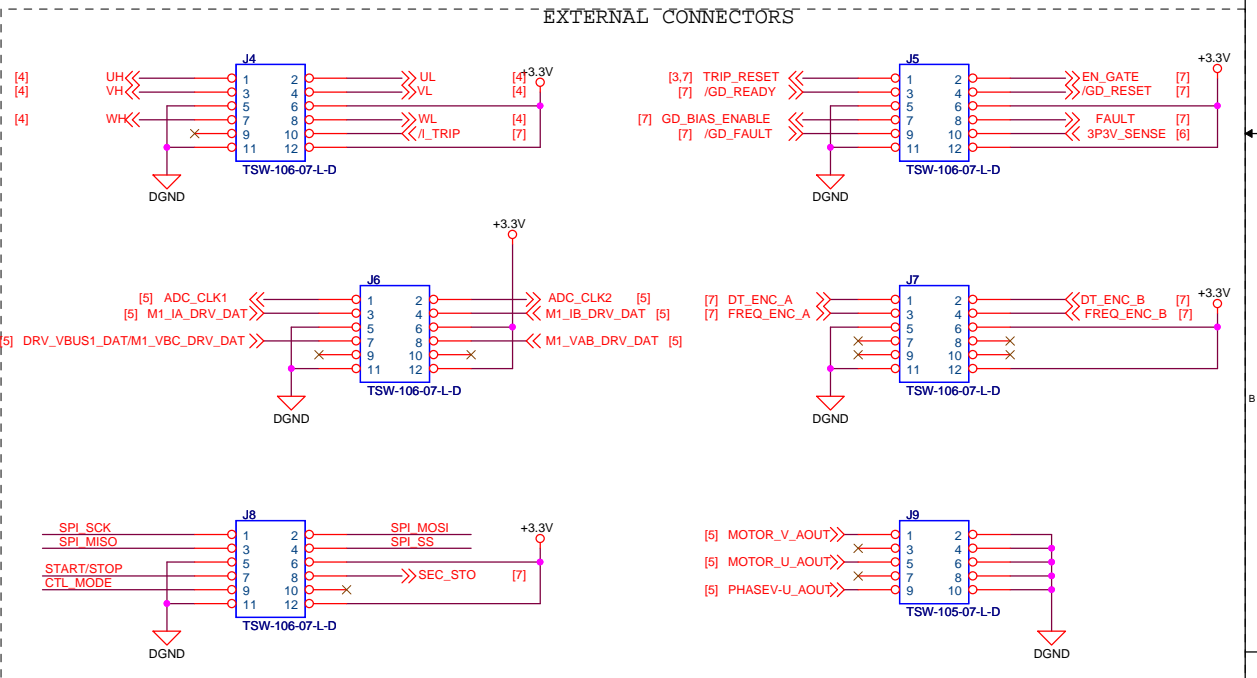 EXTERNAL CONNECTORS
J4
+3.3V
[4] UH 1 2 UL [4]
[4] VH 3 4 VL [4]
5 6
[4] WH 7 8 WL [4]
9 10 /I_TRIP [7]
11 12
TSW-106-07-L-D
DGND
J5
+3.3V
[3,7] TRIP_RESET 1 2 EN_GATE [7]
[7] /GD_READY 3 4 /GD_RESET [7]
5 6
[7] GD_BIAS_ENABLE 7 8 FAULT [7]
[7] /GD_FAULT 9 10 3P3V_SENSE [6]
11 12
TSW-106-07-L-D
DGND
+3.3V
J6
[5] ADC_CLK1 1 2 ADC_CLK2 [5]
[5] M1_IA_DRV_DAT 3 4 M1_IB_DRV_DAT [5]
5 6
5] DRV_VBUS1_DAT/M1_VBC_DRV_DAT 7 8 M1_VAB_DRV_DAT [5]
9 10
11 12
TSW-106-07-L-D
DGND
J7
+3.3V
[7] DT_ENC_A 1 2 DT_ENC_B [7]
[7] FREQ_ENC_A 3 4 FREQ_ENC_B [7]
5 6
7 8
9 10
11 12
TSW-106-07-L-D
DGND
B
J8
+3.3V
SPI_SCK 1 2 SPI_MOSI
SPI_MISO 3 4 SPI_SS
5 6
START/STOP 7 8 SEC_STO [7]
CTL_MODE 9 10
11 12
TSW-106-07-L-D
DGND
J9
[5] MOTOR_V_AOUT 1 2
3 4
[5] MOTOR_U_AOUT 5 6
7 8
[5] PHASEV-U_AOUT 9 10
TSW-105-07-L-D
DGND